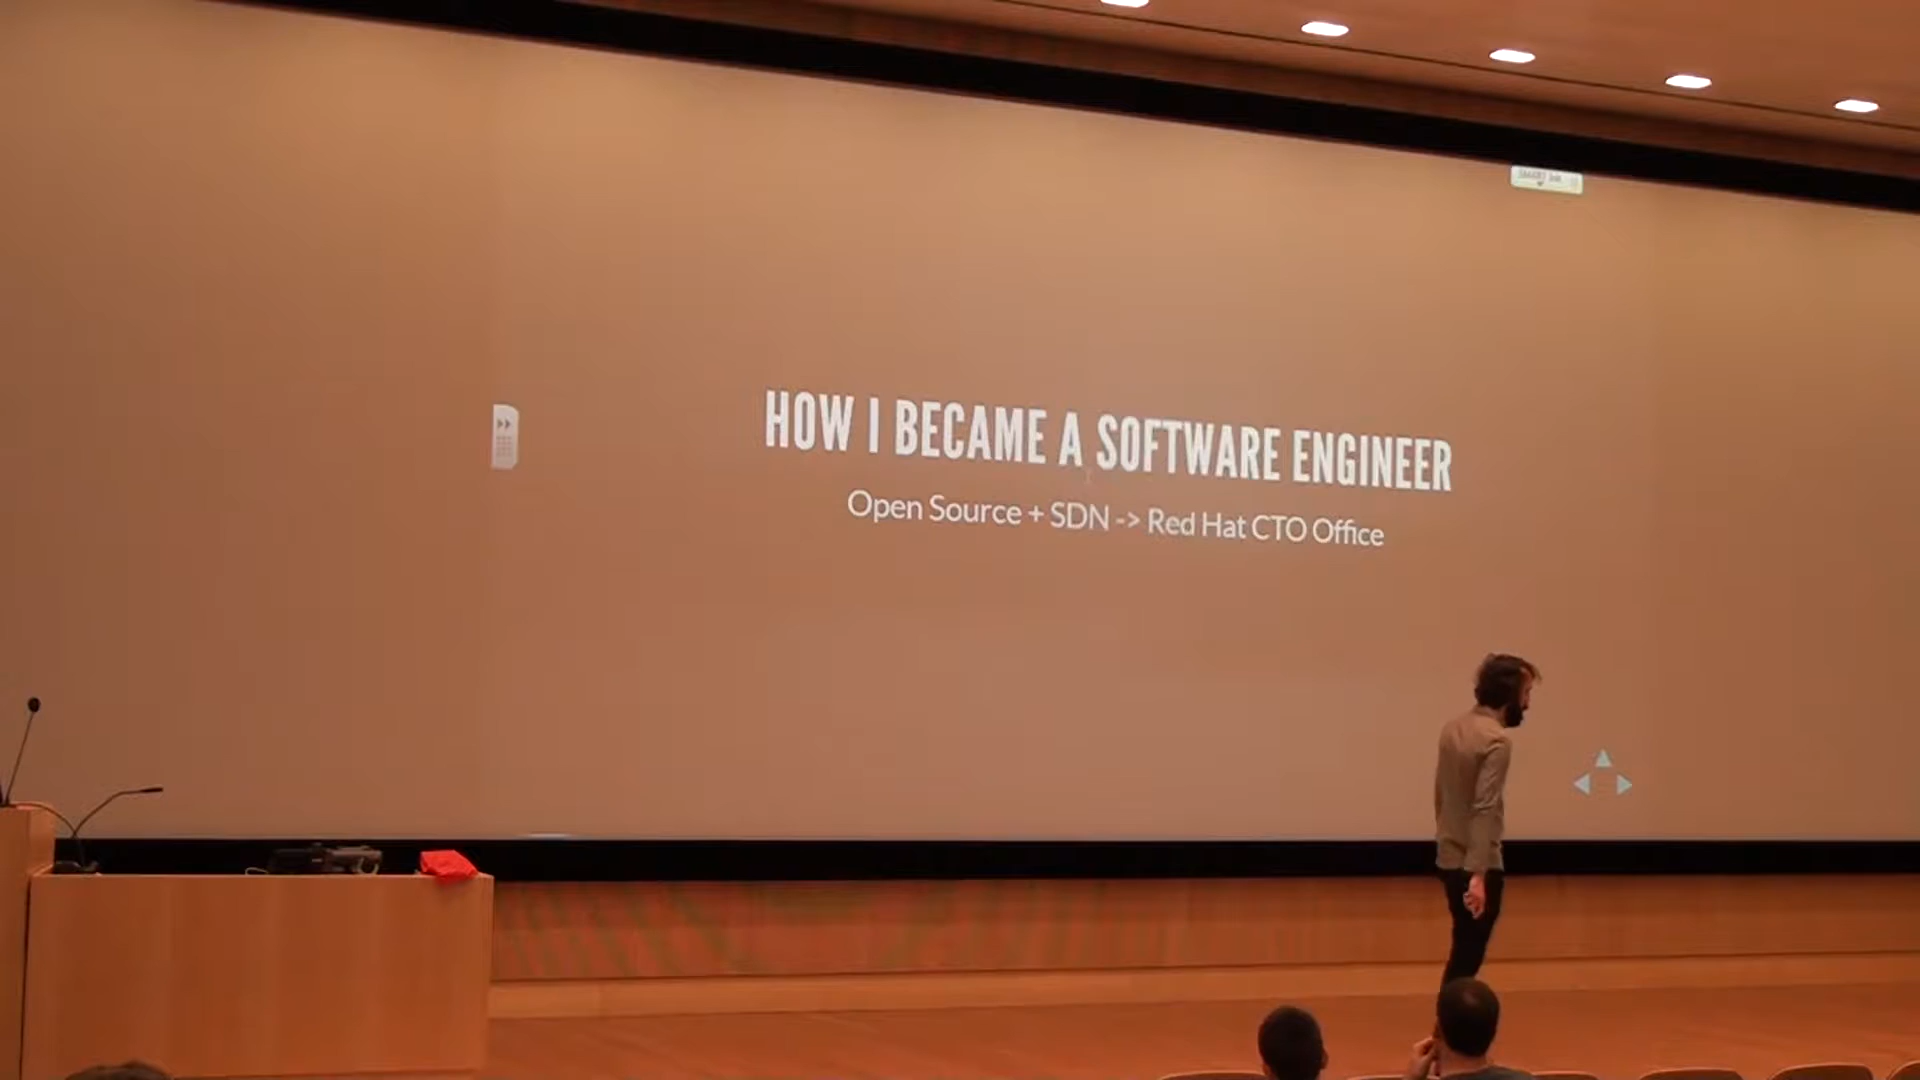 HOW I BECAME A SOFTWARE ENGINEER
Open Source + SDN -> Red Hat CTO Office